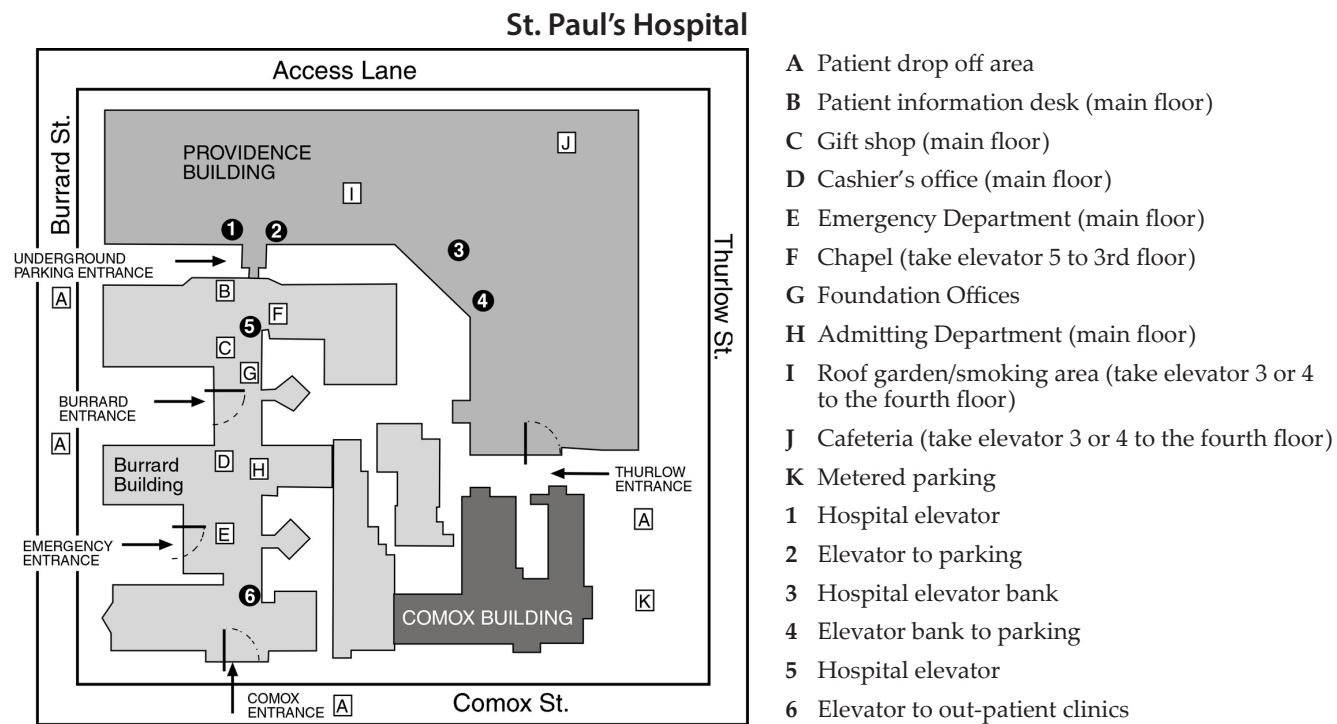 St. Paul's Hospital
Access Lane
Burrard St.
PROVIDENCE
BUILDING
J
I
1
2
3
4
UNDERGROUND
PARKING ENTRANCE
Thurlow St.
A
B
F
5
C
G
BURRARD
ENTRANCE
A
Burrard
Building
D
H
THURLOW
ENTRANCE
A
EMERGENCY
ENTRANCE
E
6
K
COMOX BUILDING
COMOX
ENTRANCE
A
Comox St.
A Patient drop off area
B Patient information desk (main floor)
C Gift shop (main floor)
D Cashier's office (main floor)
E Emergency Department (main floor)
F Chapel (take elevator 5 to 3rd floor)
G Foundation Offices
H Admitting Department (main floor)
I Roof garden/smoking area (take elevator 3 or 4
to the fourth floor)
J Cafeteria (take elevator 3 or 4 to the fourth floor)
K Metered parking
1 Hospital elevator
2 Elevator to parking
3 Hospital elevator bank
4 Elevator bank to parking
5 Hospital elevator
6 Elevator to out-patient clinics